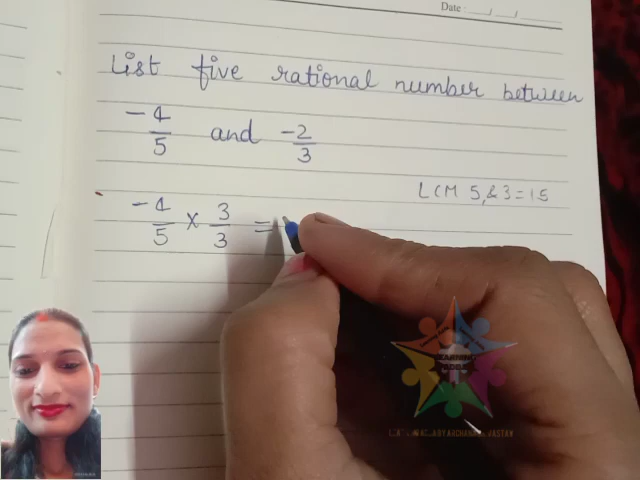 Date :
List five rational number between
-4/5 and -2/3
LCM 5,&3=15
-4/5 x 3/3 =